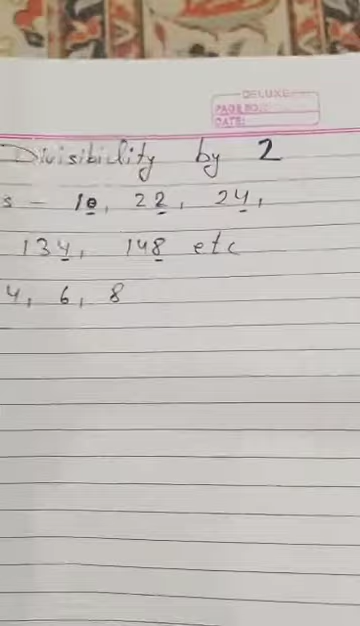 DELUXE
PAGE NO.:
DATE:
Divisibility by 2
s - 10, 22, 24,
134, 148 etc
4, 6, 8